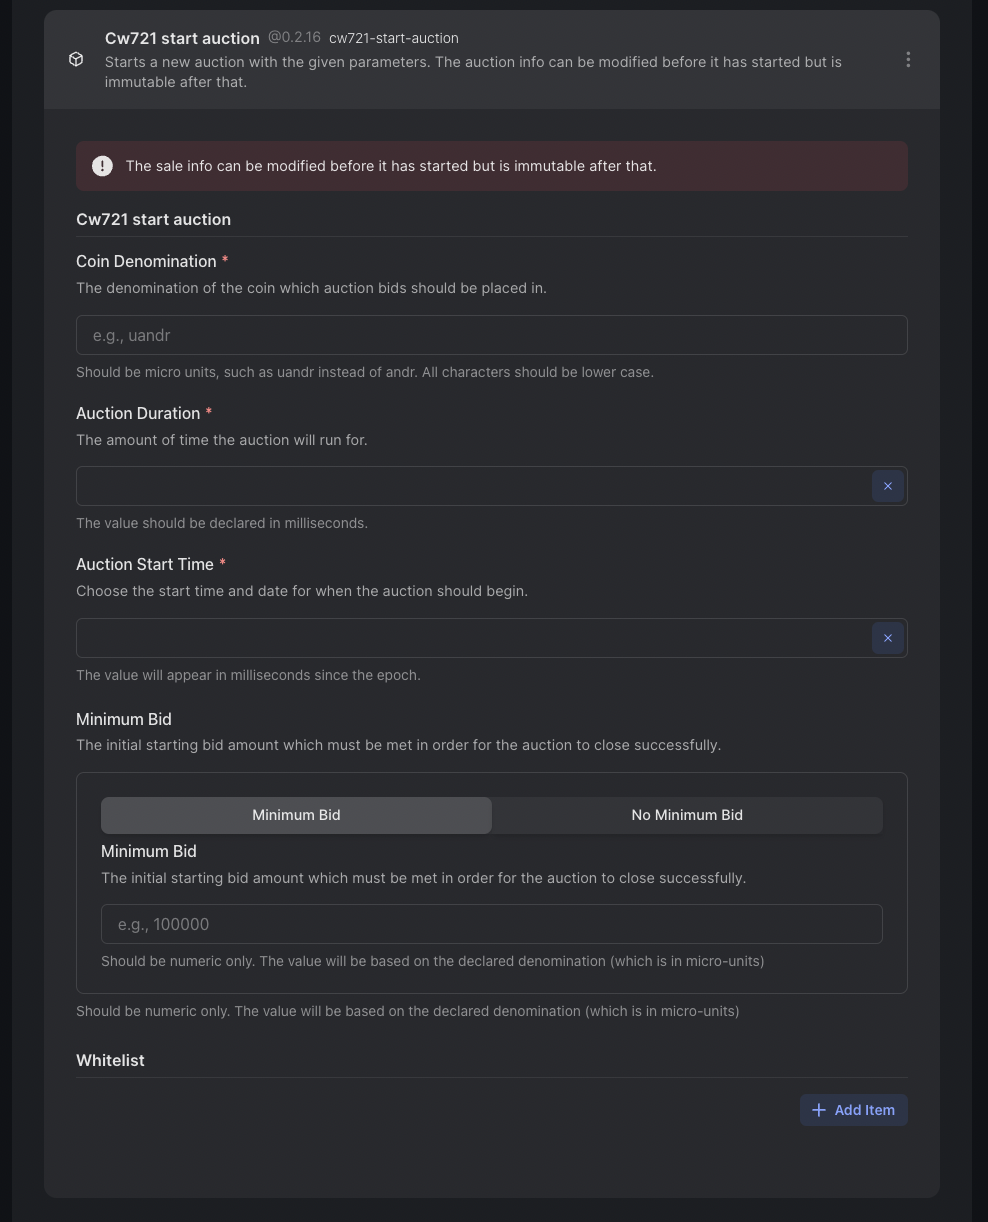 Cw721 start auction @0.2.16 cw721-start-auction
Starts a new auction with the given parameters. The auction info can be modified before it has started but is
immutable after that.
The sale info can be modified before it has started but is immutable after that.
Cw721 start auction
Coin Denomination *
The denomination of the coin which auction bids should be placed in.
e.g., uandr
Should be micro units, such as uandr instead of andr. All characters should be lower case.
Auction Duration *
The amount of time the auction will run for.
The value should be declared in milliseconds.
Auction Start Time *
Choose the start time and date for when the auction should begin.
The value will appear in milliseconds since the epoch.
Minimum Bid
The initial starting bid amount which must be met in order for the auction to close successfully.
Minimum Bid No Minimum Bid
Minimum Bid
The initial starting bid amount which must be met in order for the auction to close successfully.
e.g., 100000
Should be numeric only. The value will be based on the declared denomination (which is in micro-units)
Should be numeric only. The value will be based on the declared denomination (which is in micro-units)
Whitelist
+ Add Item